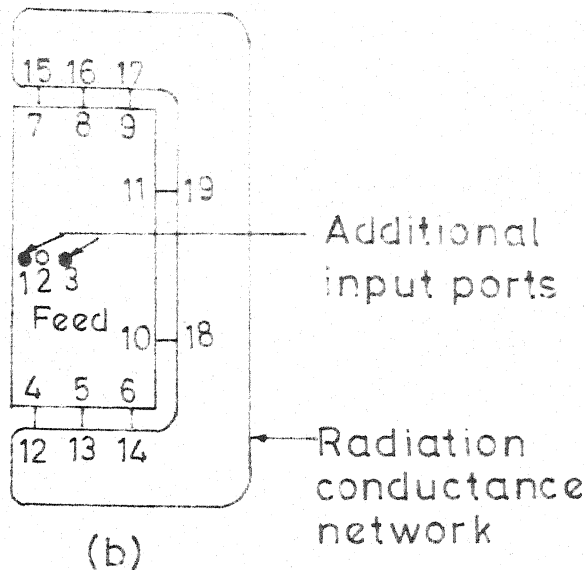 15 16 17
7 8 9
11 19
Additional
input ports
1 2 3
Feed
10 18
4 5 6
12 13 14
Radiation
conductance
network
(b)